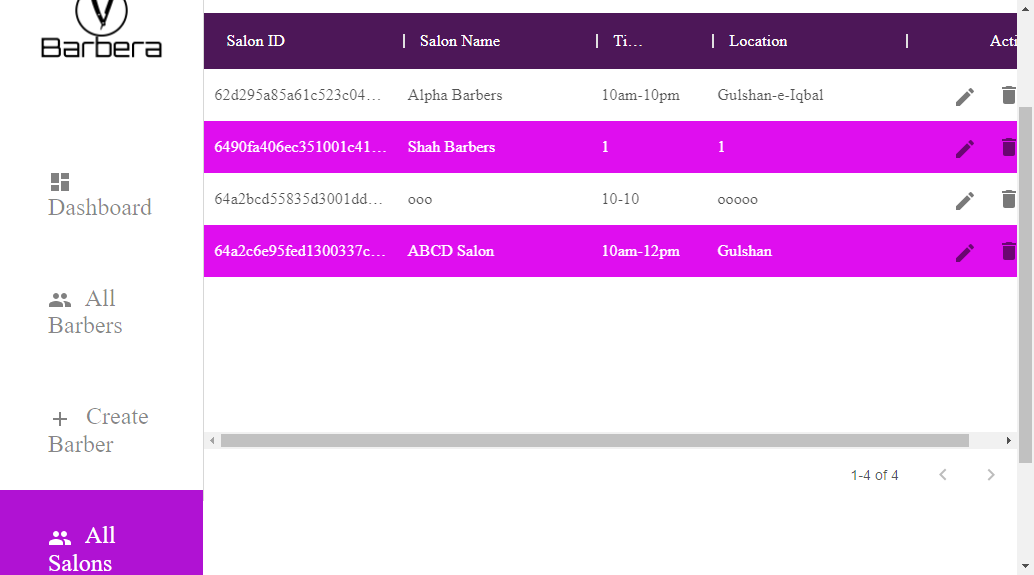 Barbera
Dashboard
All
Barbers
Create
Barber
All
Salons
Salon ID | Salon Name | Ti... | Location | Acti
62d295a85a61c523c04... Alpha Barbers 10am-10pm Gulshan-e-Iqbal
6490fa406ec351001c41... Shah Barbers 1 1
64a2bcd55835d3001dd... ooo 10-10 ooooo
64a2c6e95fed1300337c... ABCD Salon 10am-12pm Gulshan
1-4 of 4